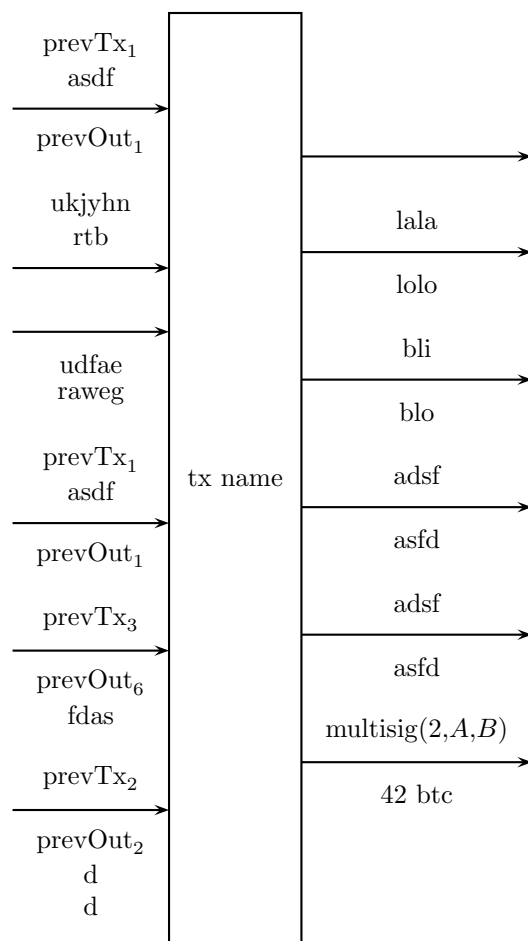 prevTx₁
asdf
prevOut₁
ukjyhn
rtb
udfae
raweg
prevTx₁
asdf
prevOut₁
prevTx₃
prevOut₆
fdas
prevTx₂
prevOut₂
d
d
tx name
lala
lolo
bli
blo
adsf
asfd
adsf
asfd
multisig(2,A,B)
42 btc